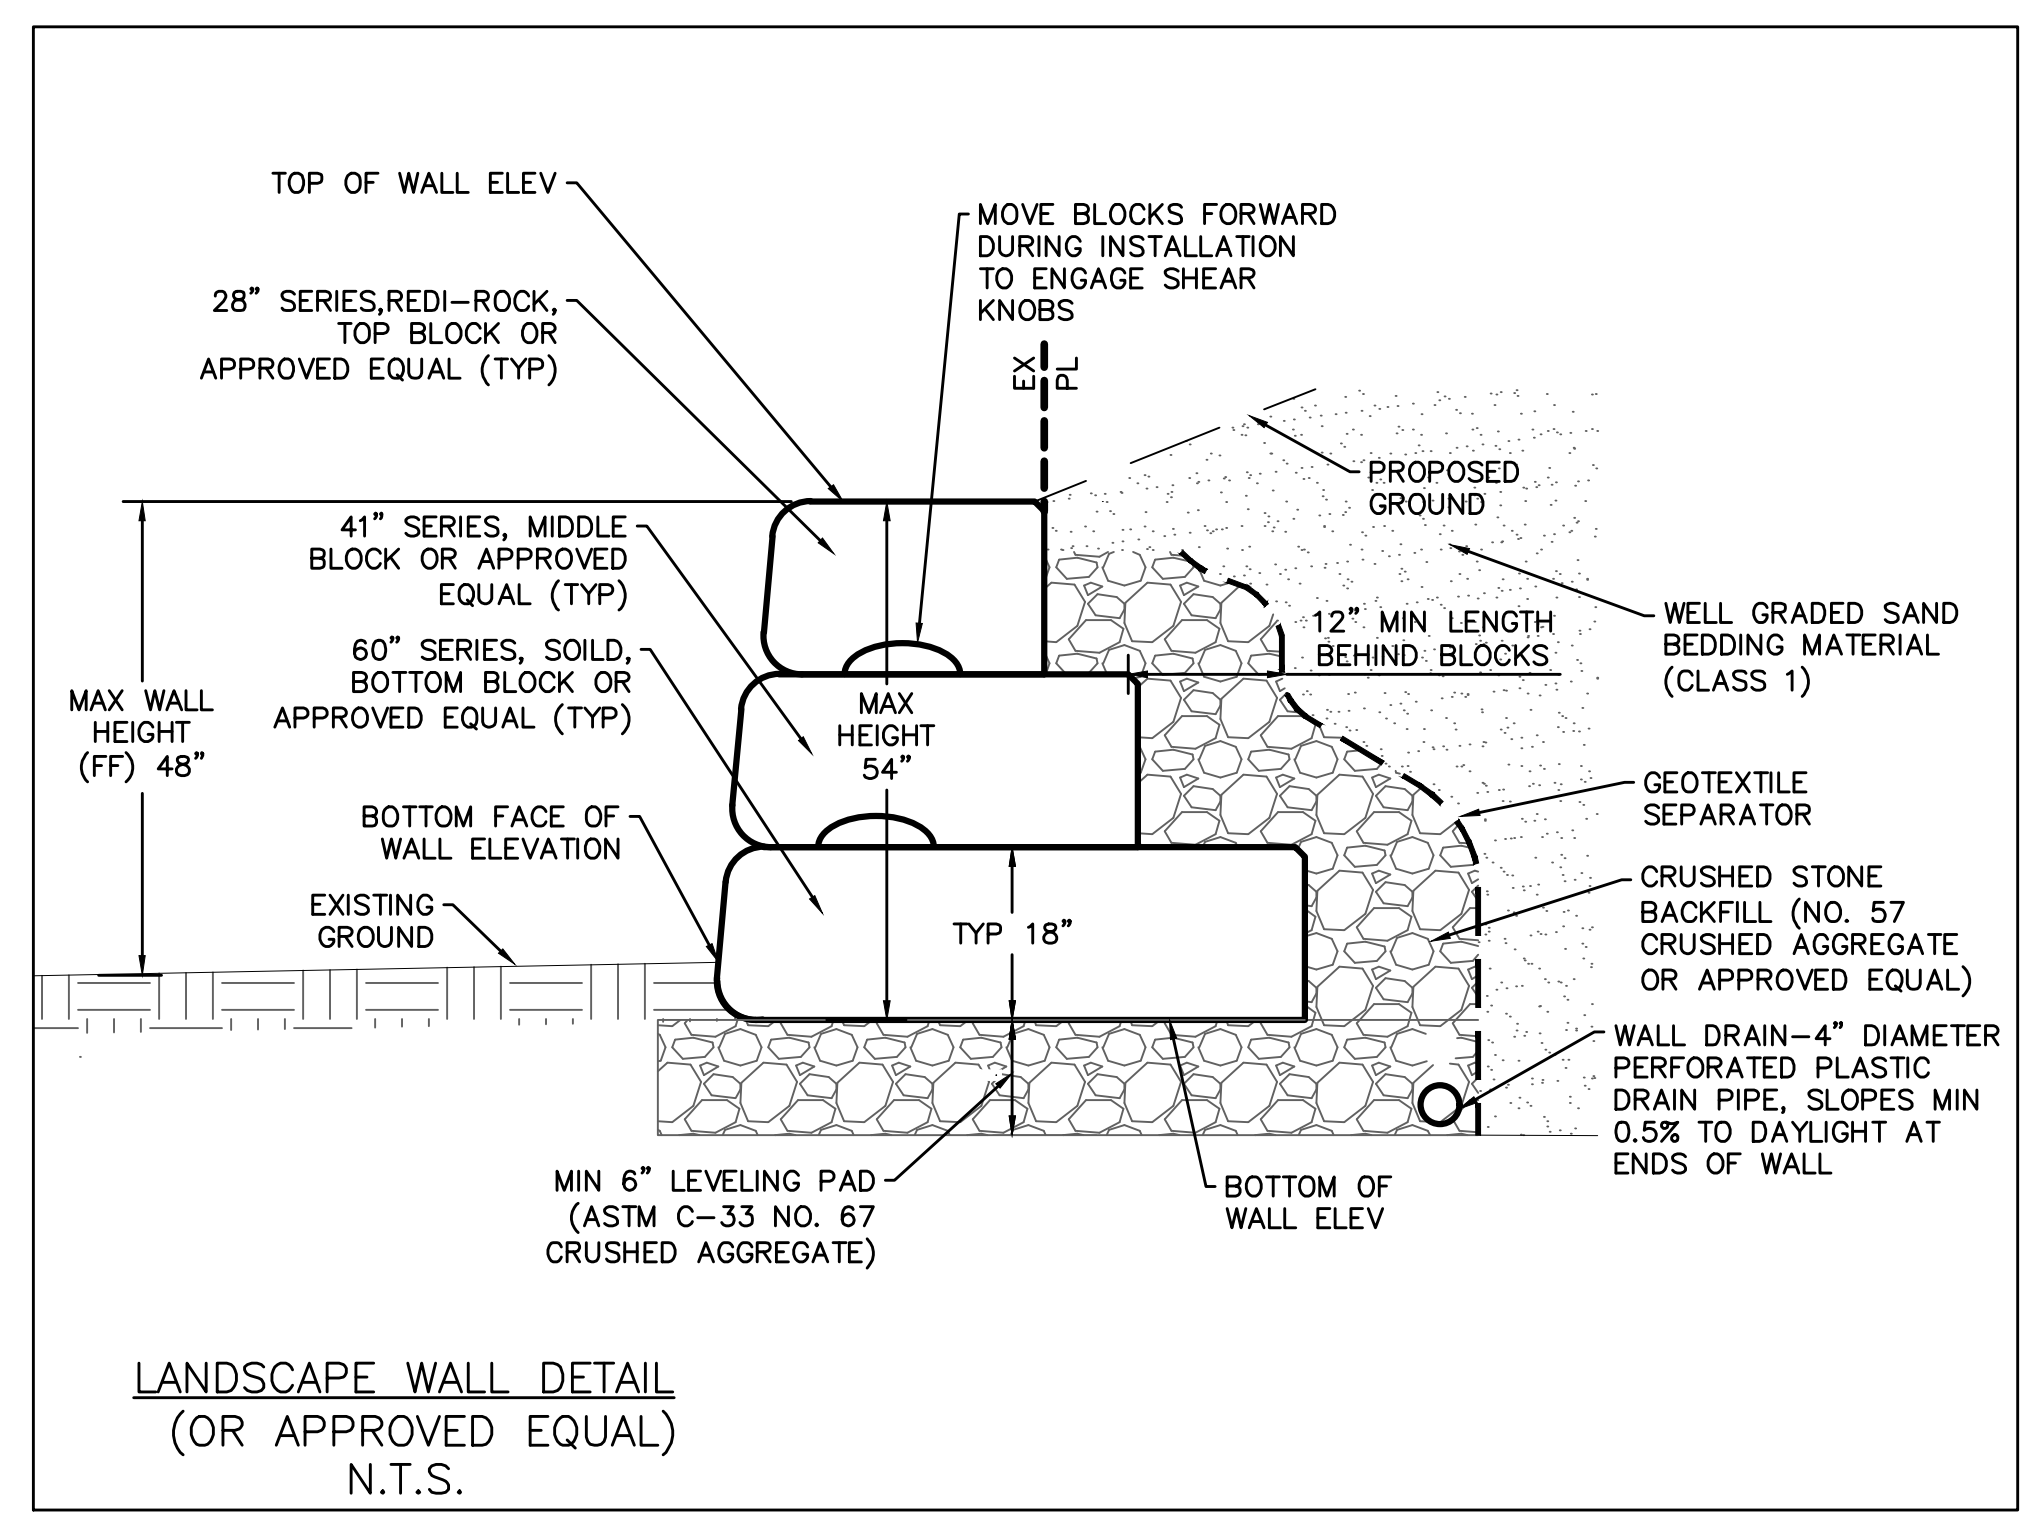 TOP OF WALL ELEV
MOVE BLOCKS FORWARD
DURING INSTALLATION
TO ENGAGE SHEAR
KNOBS
28" SERIES,REDI-ROCK,
TOP BLOCK OR
APPROVED EQUAL (TYP)
EX
PL
PROPOSED
GROUND
41" SERIES, MIDDLE
BLOCK OR APPROVED
EQUAL (TYP)
12" MIN LENGTH
BEHIND BLOCKS
WELL GRADED SAND
BEDDING MATERIAL
(CLASS 1)
60" SERIES, SOILD,
BOTTOM BLOCK OR
APPROVED EQUAL (TYP)
MAX WALL
HEIGHT
(FF) 48"
MAX
HEIGHT
54"
GEOTEXTILE
SEPARATOR
BOTTOM FACE OF
WALL ELEVATION
CRUSHED STONE
BACKFILL (NO. 57
CRUSHED AGGREGATE
OR APPROVED EQUAL)
EXISTING
GROUND
TYP 18"
WALL DRAIN-4" DIAMETER
PERFORATED PLASTIC
DRAIN PIPE, SLOPES MIN
0.5% TO DAYLIGHT AT
ENDS OF WALL
MIN 6" LEVELING PAD
(ASTM C-33 NO. 67
CRUSHED AGGREGATE)
BOTTOM OF
WALL ELEV
LANDSCAPE WALL DETAIL
(OR APPROVED EQUAL)
N.T.S.